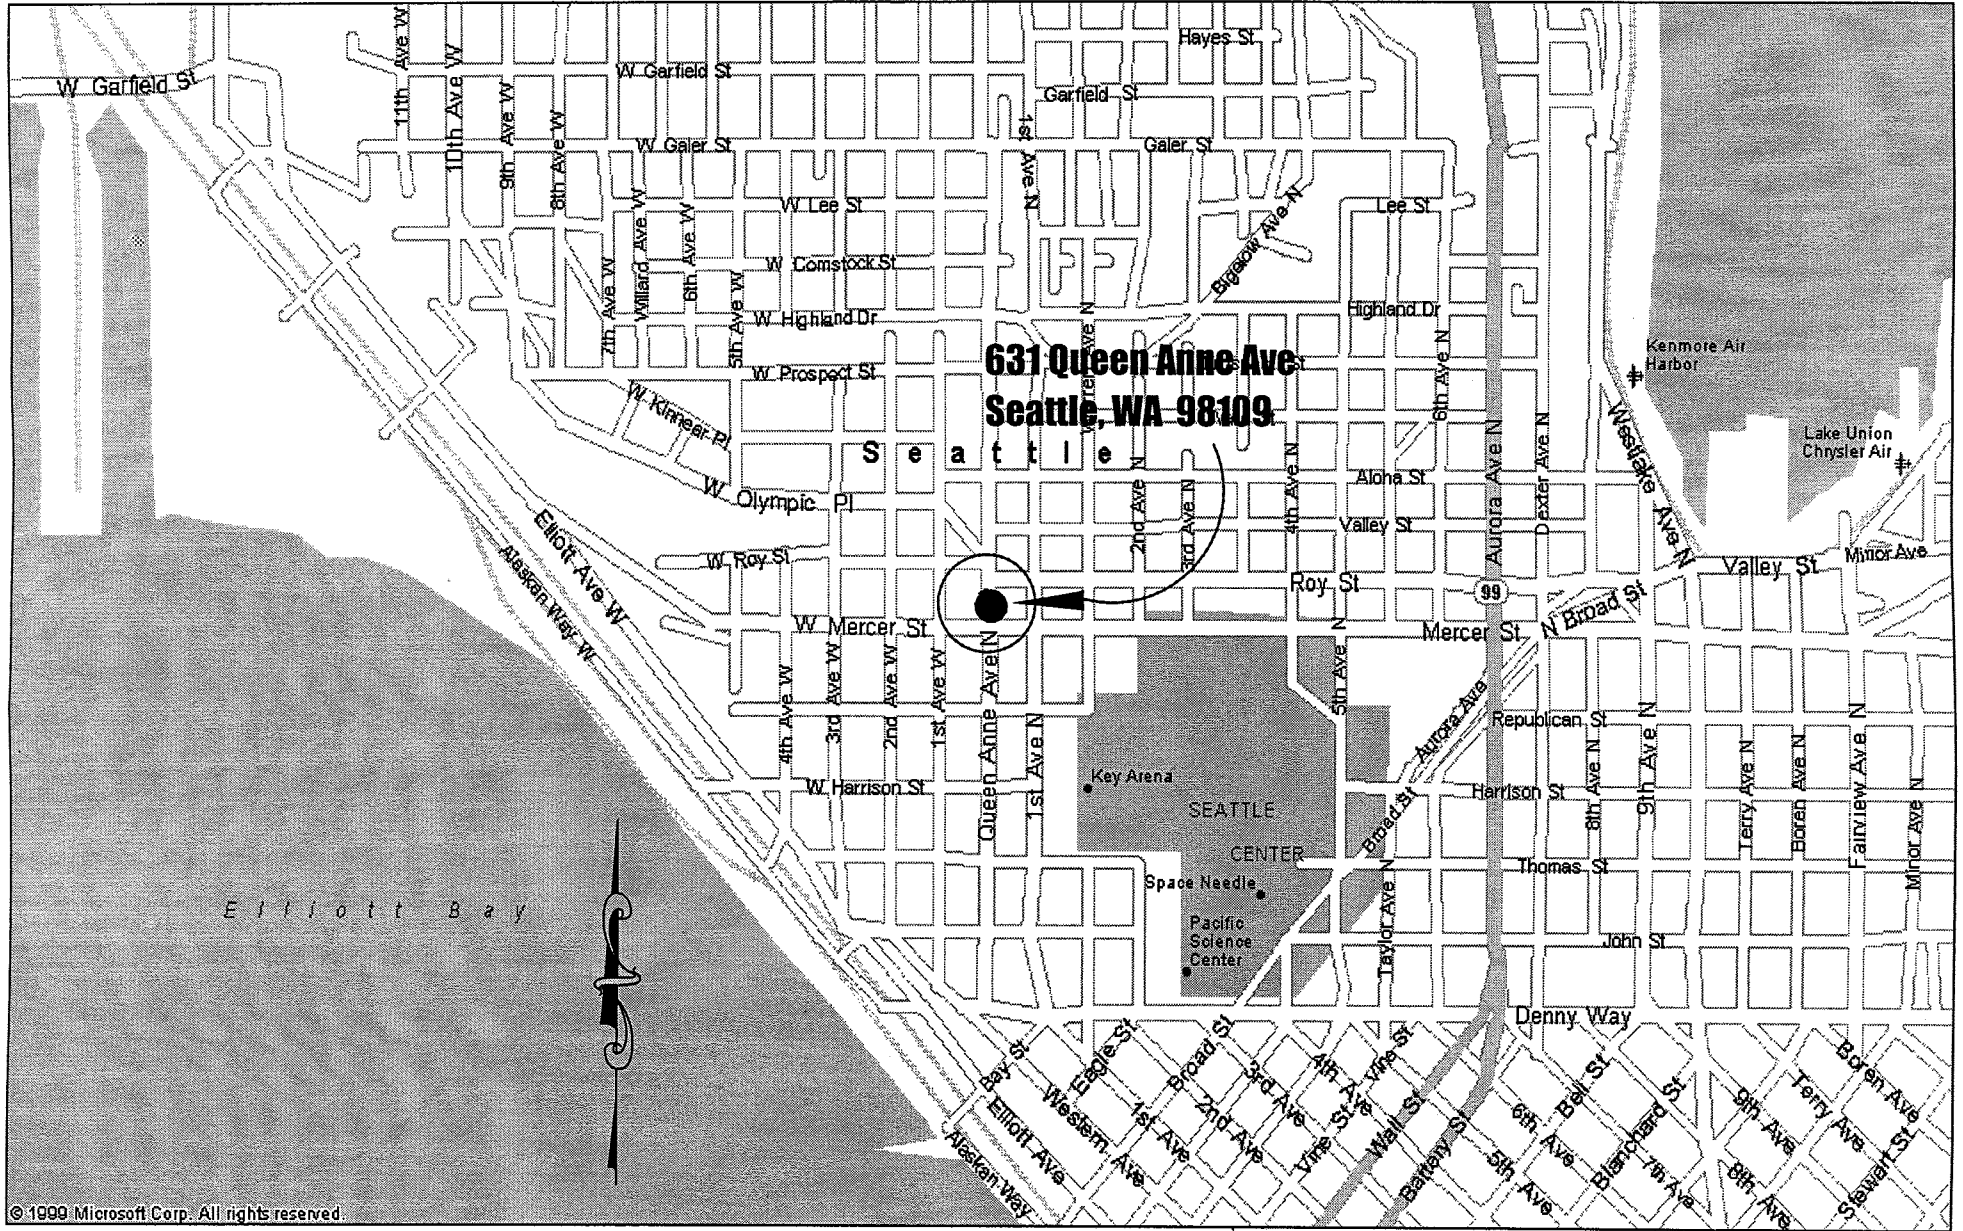 Hayes St
W Garfield St
W Garfield St
Garfield St
11th Ave W
10th Ave W
9th Ave W
8th Ave W
W Galer St
1st Ave N
Galer St
W Lee St
Lee St
Bigelow Ave N
Willard Ave W
6th Ave W
7th Ave W
5th Ave W
W Comstock St
W Highland Dr
Highland Dr
631 Queen Anne Ave
Seattle, WA 98109
6th Ave N
Kenmore Air
Harbor
W Prospect St
W Kinnear Pl
Seattle
Lake Union
Chrysler Air
Westlake Ave N
W Olympic Pl
2nd Ave N
3rd Ave N
4th Ave N
Aloha St
Valley St
Aurora Ave N
Dexter Ave N
Elliott Ave W
Alaskan Way W
W Roy St
Roy St
99
Valley St
Minor Ave
N Broad St
W Mercer St
Mercer St
4th Ave W
3rd Ave W
2nd Ave W
1st Ave W
Queen Anne Ave N
1st Ave N
5th Ave N
Aurora Ave
Republican St
8th Ave N
9th Ave N
Terry Ave N
Boren Ave N
Fairview Ave N
Minor Ave N
W Harrison St
Key Arena
SEATTLE
CENTER
Harrison St
Broad St
Space Needle
Thomas St
Taylor Ave N
Pacific
Science
Center
John St
Elliott Bay
Denny Way
Bay St
Eagle St
Broad St
3rd Ave
4th Ave
Vine St
Western Ave
Elliott Ave
1st Ave
2nd Ave
Vine St
Wall St
Battery St
6th Ave
Bell St
5th Ave
Blanchard St
7th Ave
9th Ave
8th Ave
Terry Ave
Boren Ave
Stewart St
Alaskan Way
© 1999 Microsoft Corp. All rights reserved.